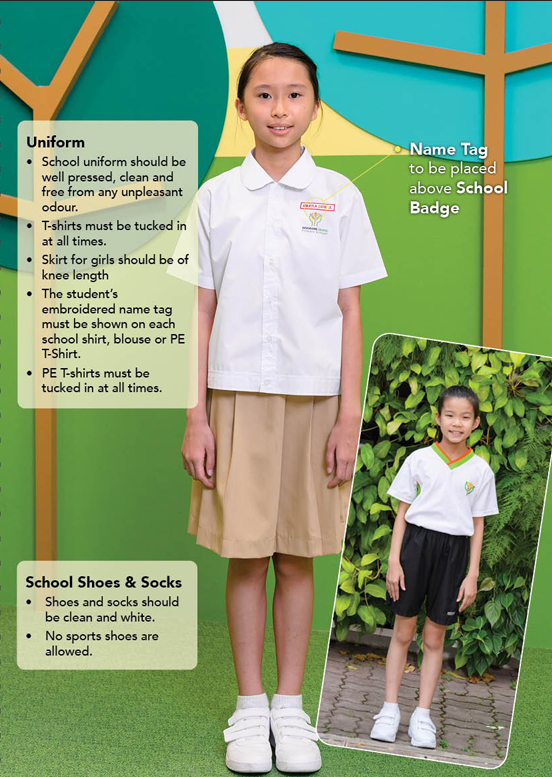 Uniform
• School uniform should be
well pressed, clean and
free from any unpleasant
odour.
• T-shirts must be tucked in
at all times.
• Skirt for girls should be of
knee length
• The student's
embroidered name tag
must be shown on each
school shirt, blouse or PE
T-Shirt.
• PE T-shirts must be
tucked in at all times.
Name Tag
to be placed
above School
Badge
School Shoes & Socks
• Shoes and socks should
be clean and white.
• No sports shoes are
allowed.